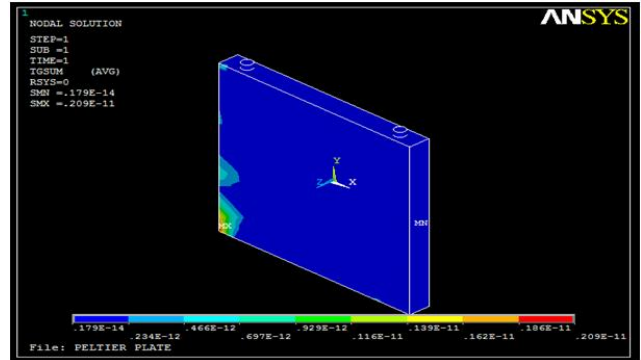 1
NODAL SOLUTION
ANSYS
STEP=1
SUB =1
TIME=1
TGSUM (AVG)
RSYS=0
SMN =.179E-14
SMX =.209E-11
Y
Z X
MN
MX
.179E-14 .466E-12 .929E-12 .139E-11 .186E-11
.234E-12 .697E-12 .116E-11 .162E-11 .209E-11
File: PELTIER PLATE